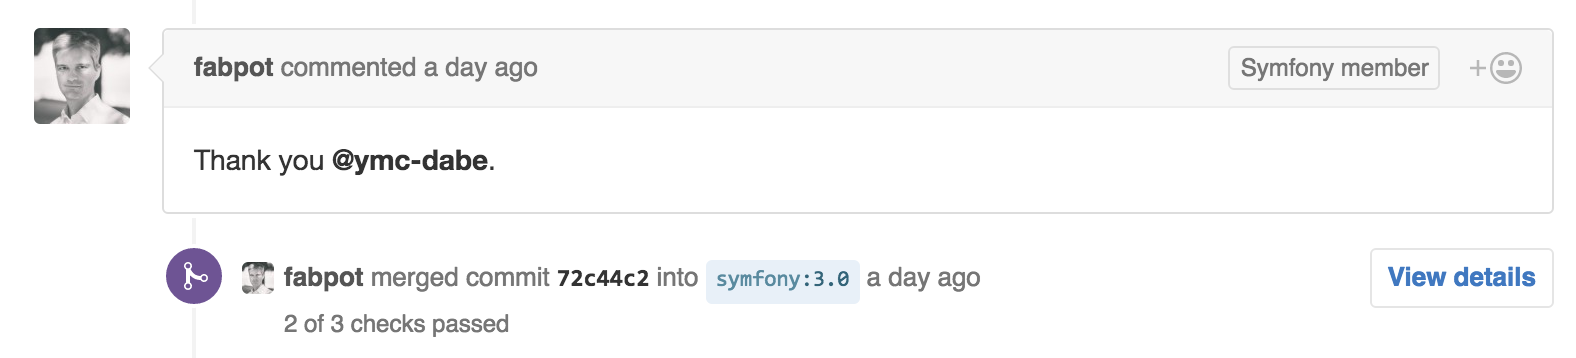 fabpot commented a day ago
Symfony member
+
Thank you @ymc-dabe.
fabpot merged commit 72c44c2 into symfony:3.0 a day ago
View details
2 of 3 checks passed